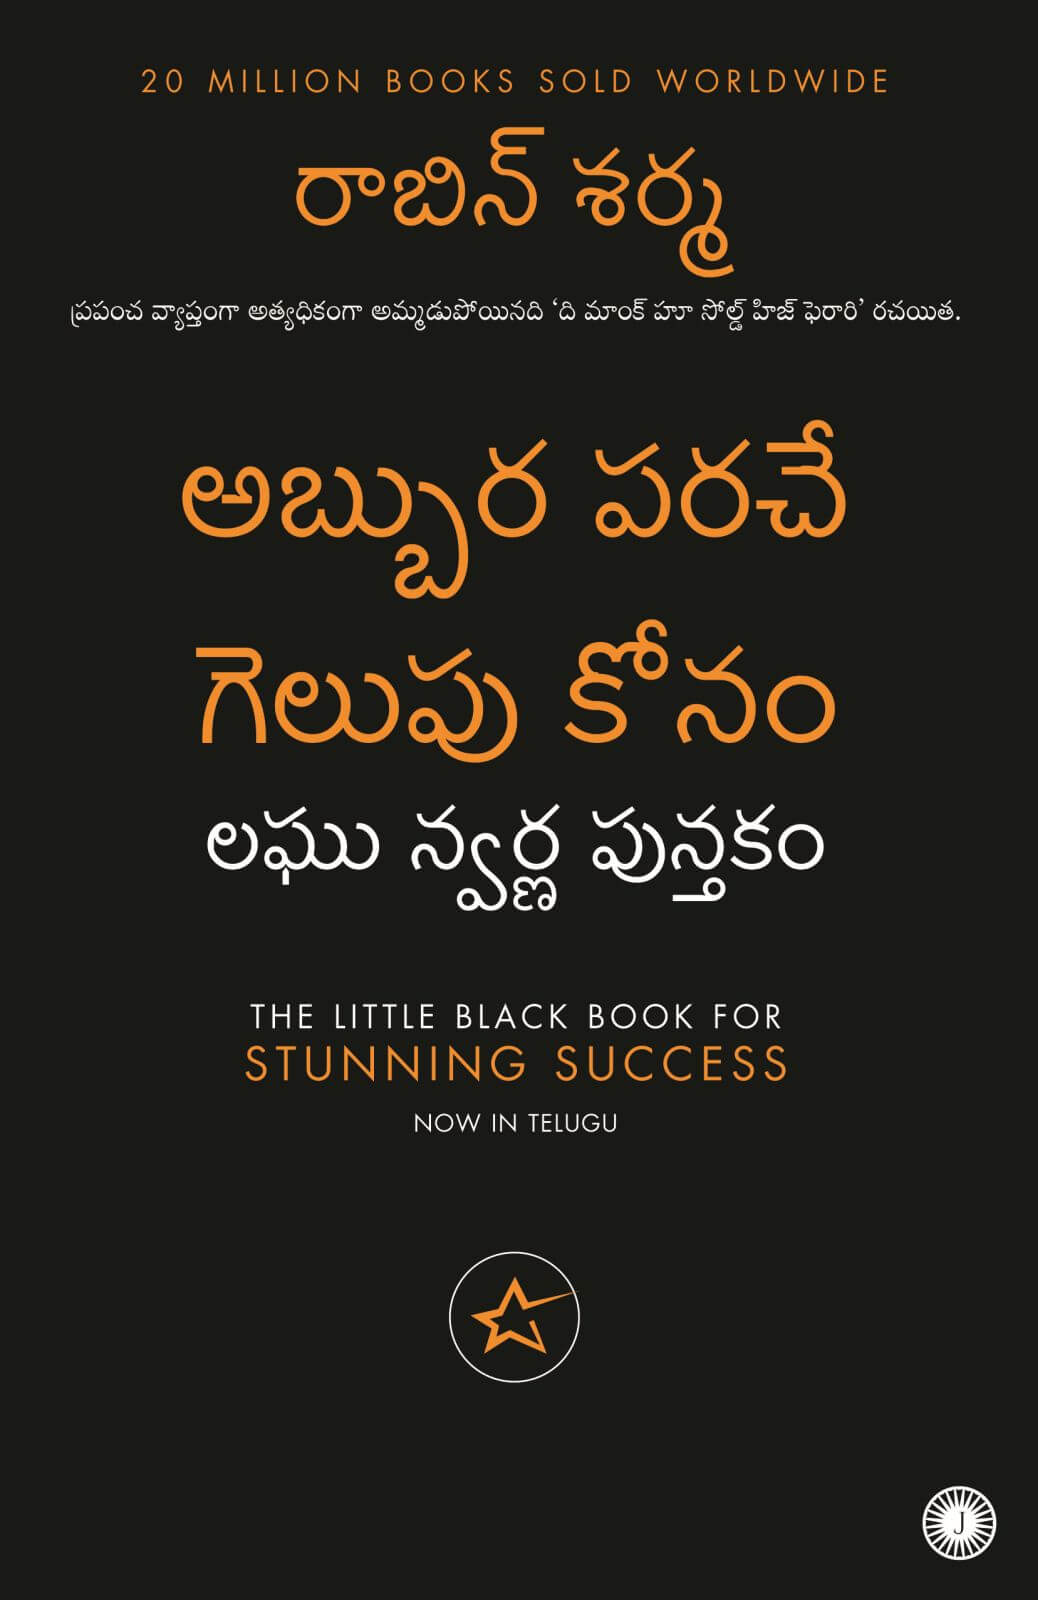 20 MILLION BOOKS SOLD WORLDWIDE
రాబిన్ శర్మ
ప్రపంచ వ్యాప్తంగా అత్యధికంగా అమ్మడుపోయినది ‘ది మాంక్ హూ సోల్డ్ హిజ్ ఫెరారి’ రచయిత.
అబ్బుర పరచే
గెలుపు కోసం
లఘు స్వర్ణ పుస్తకం
THE LITTLE BLACK BOOK FOR
STUNNING SUCCESS
NOW IN TELUGU
J